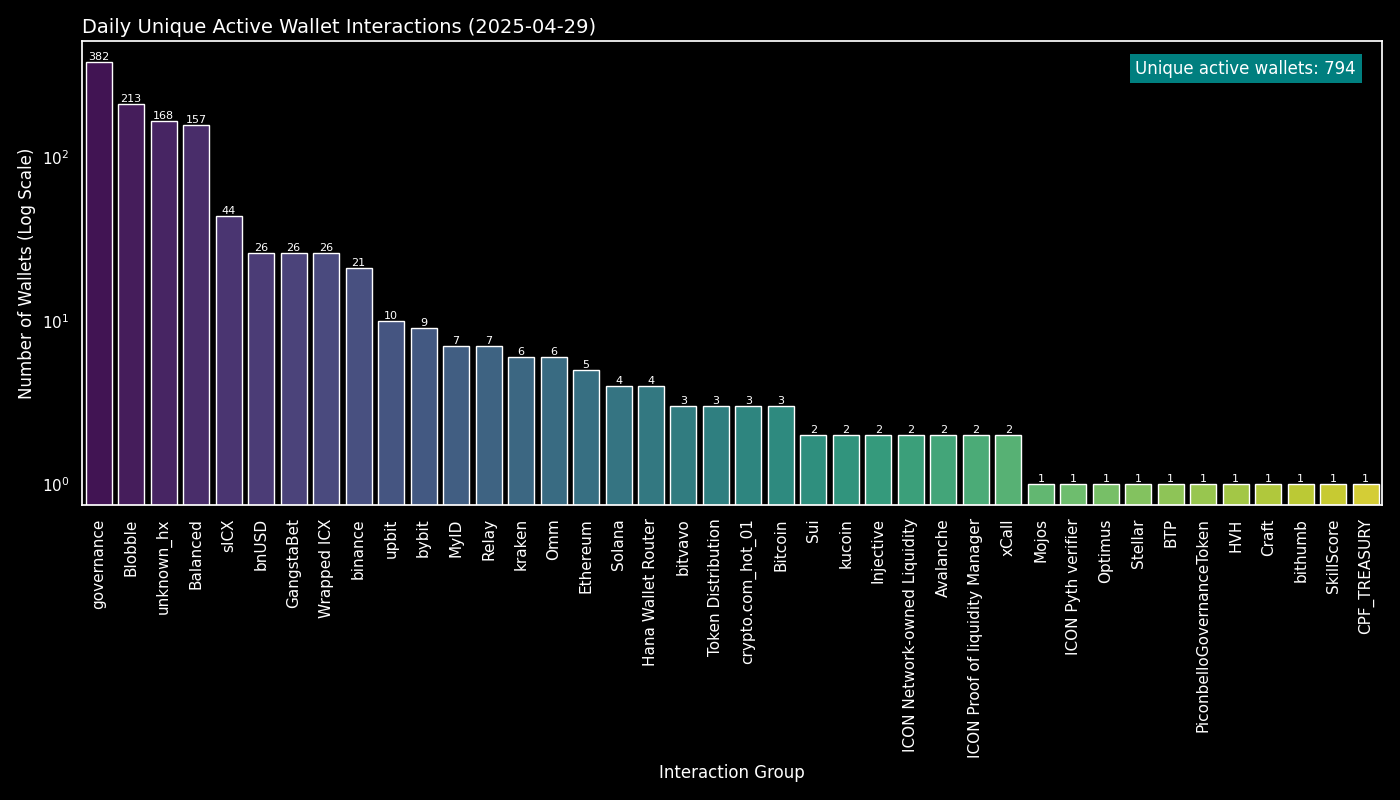 Daily Unique Active Wallet Interactions (2025-04-29)
Unique active wallets: 794
Number of Wallets (Log Scale)
10²
10¹
10⁰
382
213
168
157
44
26
26
26
21
10
9
7
7
6
6
5
4
4
3
3
3
3
2
2
2
2
2
2
2
1
1
1
1
1
1
1
1
1
1
1
governance
Blobble
unknown_hx
Balanced
sICX
bnUSD
GangstaBet
Wrapped ICX
binance
upbit
bybit
MyID
Relay
kraken
Omm
Ethereum
Solana
Hana Wallet Router
bitvavo
Token Distribution
crypto.com_hot_01
Bitcoin
Sui
kucoin
Injective
ICON Network-owned Liquidity
Avalanche
ICON Proof of liquidity Manager
xCall
Mojos
ICON Pyth verifier
Optimus
Stellar
BTP
PiconbelloGovernanceToken
HVH
Craft
bithumb
SkillScore
CPF_TREASURY
Interaction Group